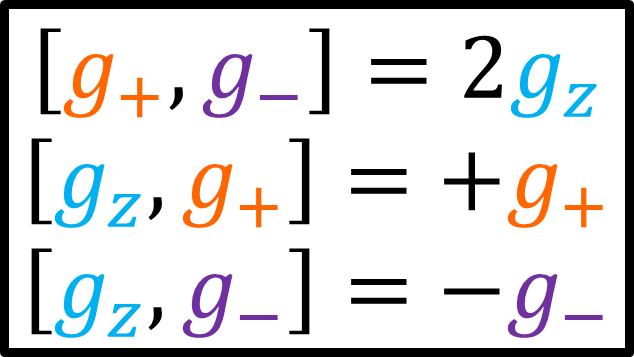 [g₊, g₋] = 2g_z
[g_z, g₊] = +g₊
[g_z, g₋] = −g₋